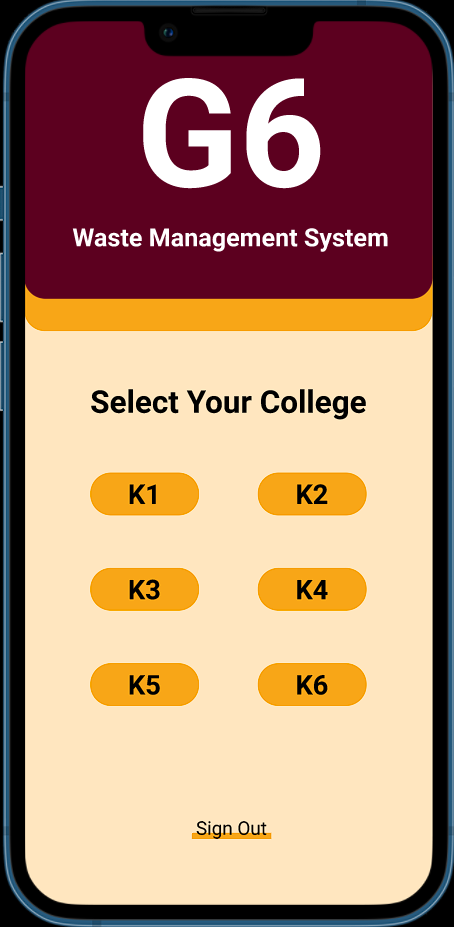 G6
Waste Management System
Select Your College
K1 K2
K3 K4
K5 K6
Sign Out